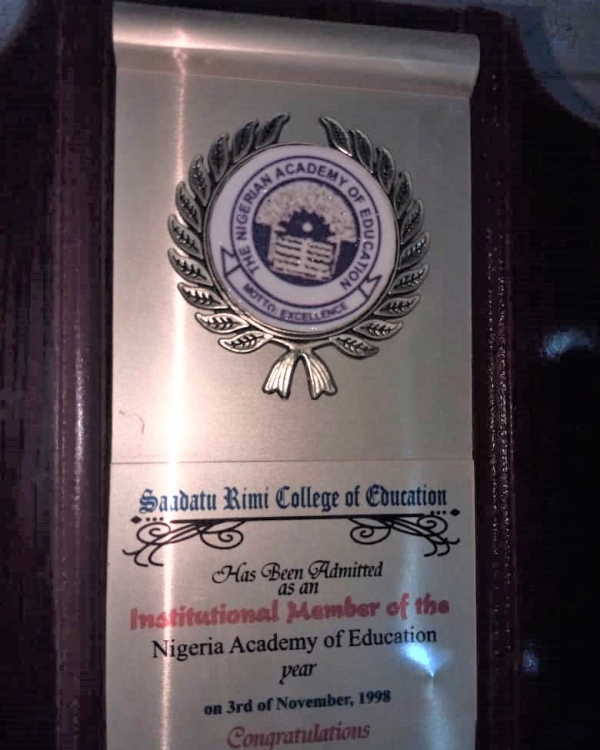 THE NIGERIAN ACADEMY OF EDUCATION
MOTTO: EXCELLENCE
Saadatu Rimi College of Education
Has Been Admitted
as an
Institutional Member of the
Nigeria Academy of Education
year
on 3rd of November, 1998
Congratulations